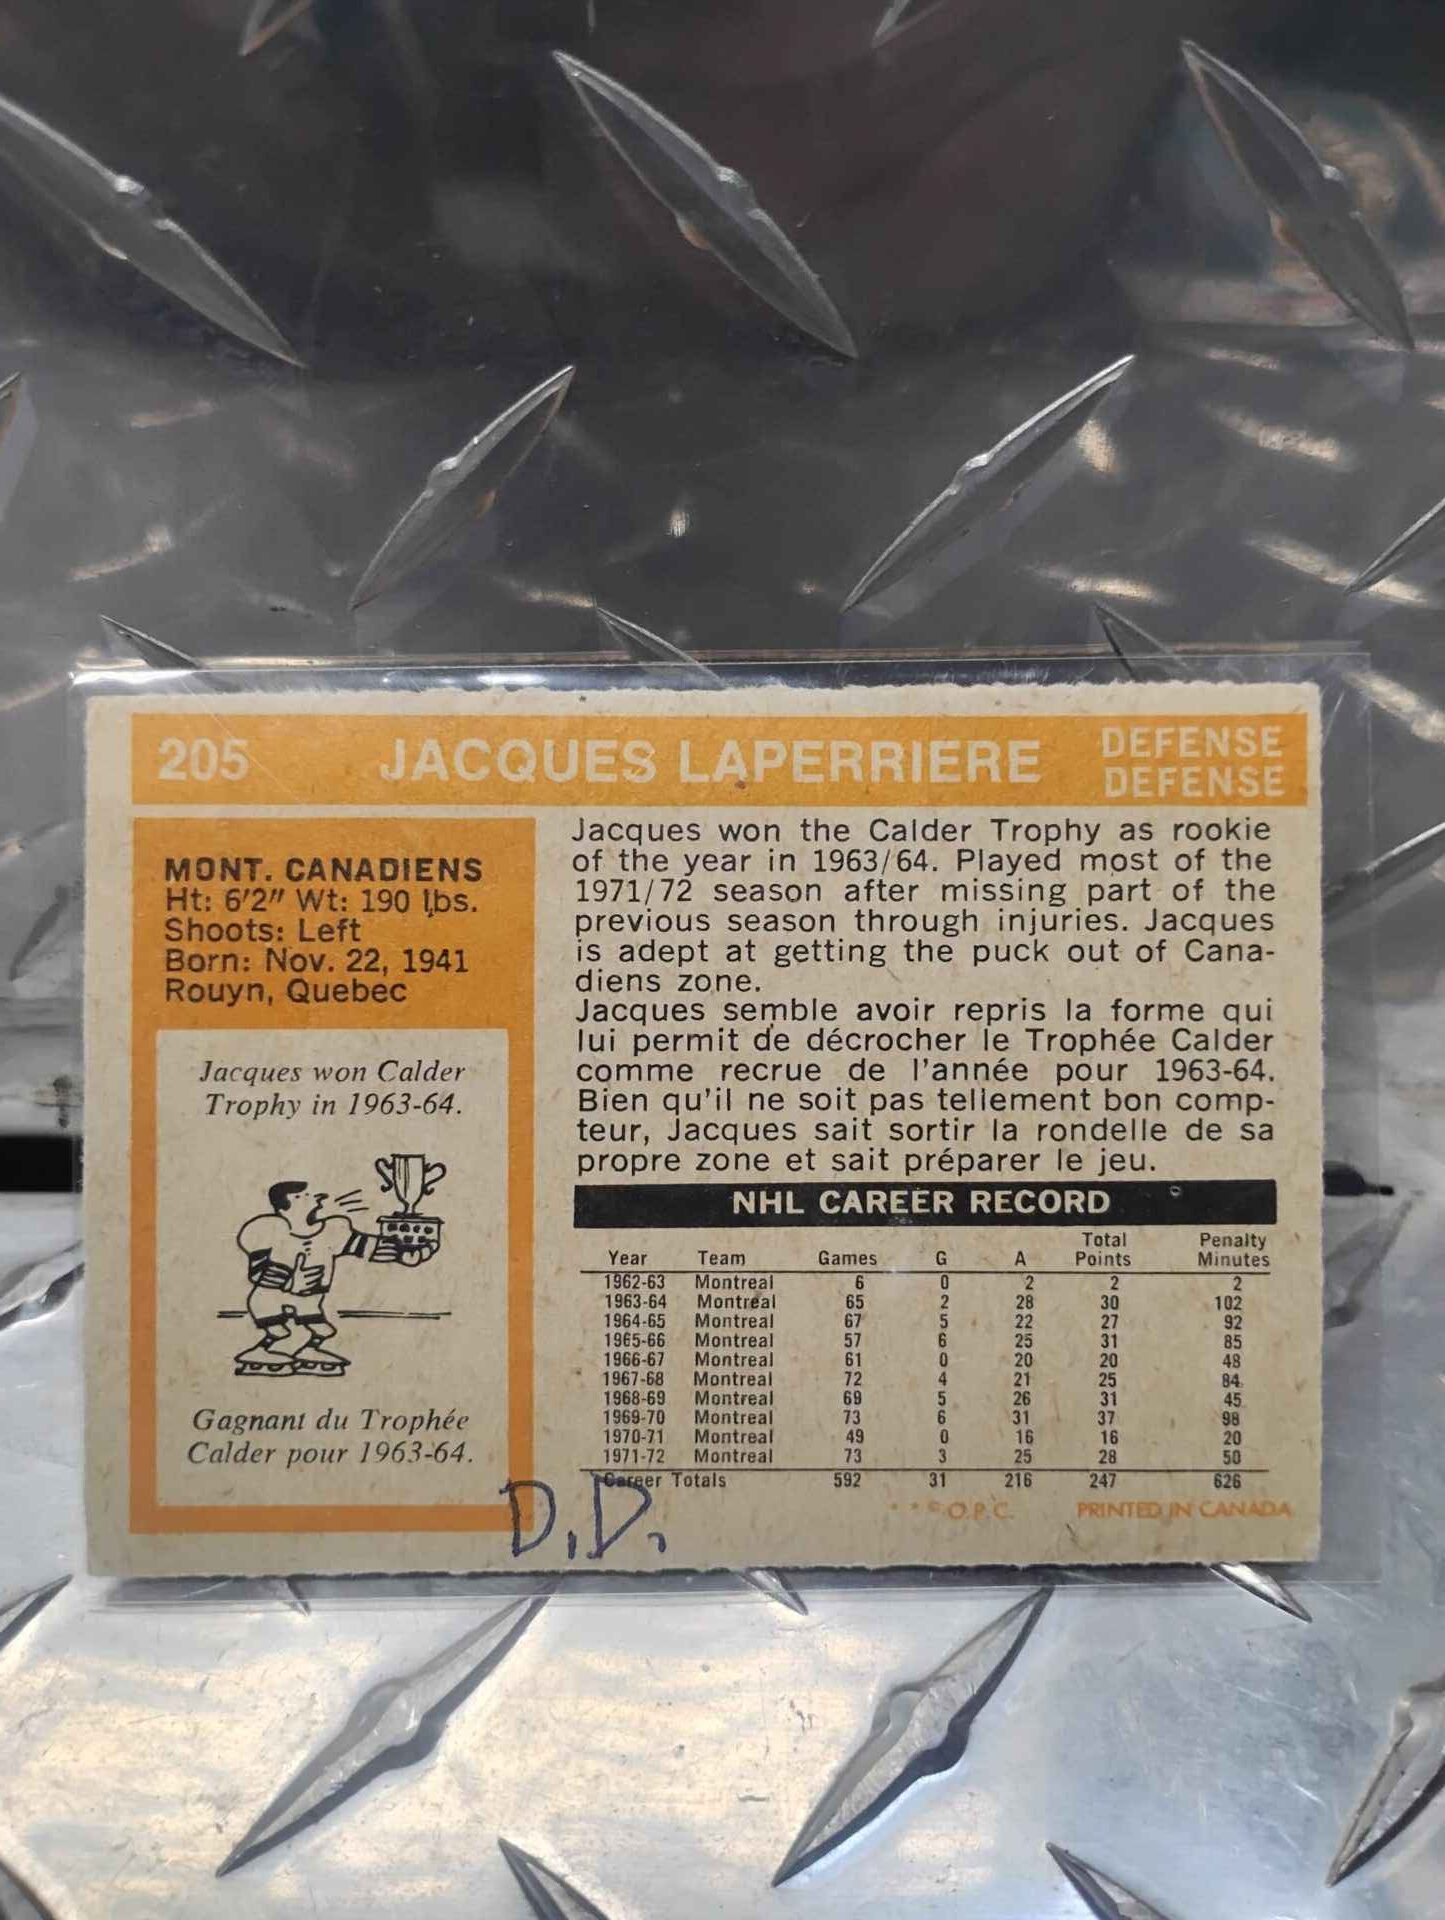 205 JACQUES LAPERRIERE DEFENSE
DEFENSE
MONT. CANADIENS
Ht: 6'2" Wt: 190 lbs.
Shoots: Left
Born: Nov. 22, 1941
Rouyn, Quebec
Jacques won Calder
Trophy in 1963-64.
Gagnant du Trophée
Calder pour 1963-64.
Jacques won the Calder Trophy as rookie
of the year in 1963/64. Played most of the
1971/72 season after missing part of the
previous season through injuries. Jacques
is adept at getting the puck out of Cana-
diens zone.
Jacques semble avoir repris la forme qui
lui permit de décrocher le Trophée Calder
comme recrue de l'année pour 1963-64.
Bien qu'il ne soit pas tellement bon comp-
teur, Jacques sait sortir la rondelle de sa
propre zone et sait préparer le jeu.
NHL CAREER RECORD
Year Team Games G A Total Points Penalty Minutes
1962-63 Montreal 6 0 2 2 2
1963-64 Montreal 65 2 28 30 102
1964-65 Montreal 67 5 22 27 92
1965-66 Montreal 57 6 25 31 85
1966-67 Montreal 61 0 20 20 48
1967-68 Montreal 72 4 21 25 84
1968-69 Montreal 69 5 26 31 45
1969-70 Montreal 73 6 31 37 98
1970-71 Montreal 49 0 16 16 20
1971-72 Montreal 73 3 25 28 50
Career Totals 592 31 216 247 626
* * © O.P.C. PRINTED IN CANADA
D.D.